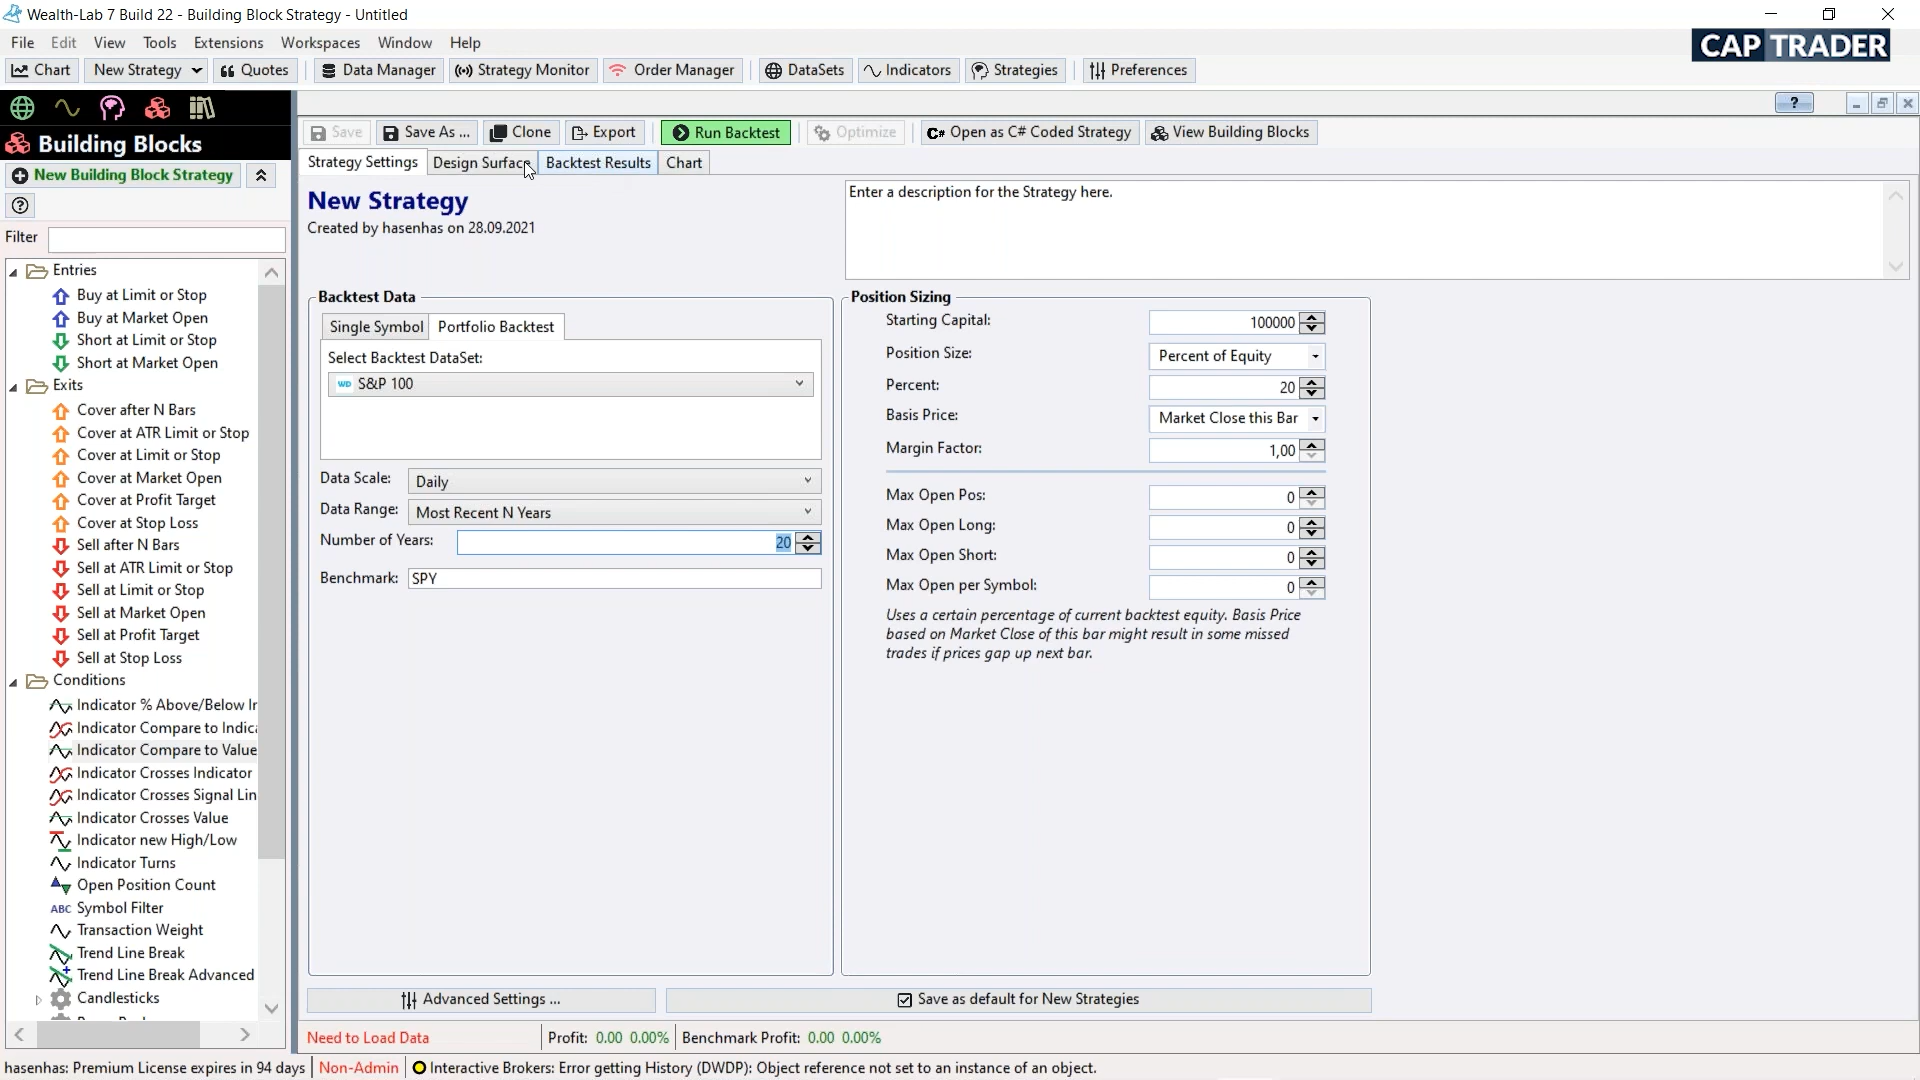 Wealth-Lab 7 Build 22 - Building Block Strategy - Untitled
File Edit View Tools Extensions Workspaces Window Help
CAP TRADER
Chart New Strategy Quotes Data Manager Strategy Monitor Order Manager DataSets Indicators Strategies Preferences
?
Save Save As ... Clone Export Run Backtest Optimize C# Open as C# Coded Strategy View Building Blocks
Building Blocks
Strategy Settings Design Surface Backtest Results Chart
New Building Block Strategy
?
Filter
New Strategy
Created by hasenhas on 28.09.2021
Enter a description for the Strategy here.
Entries
Buy at Limit or Stop
Buy at Market Open
Short at Limit or Stop
Short at Market Open
Exits
Cover after N Bars
Cover at ATR Limit or Stop
Cover at Limit or Stop
Cover at Market Open
Cover at Profit Target
Cover at Stop Loss
Sell after N Bars
Sell at ATR Limit or Stop
Sell at Limit or Stop
Sell at Market Open
Sell at Profit Target
Sell at Stop Loss
Conditions
Indicator % Above/Below Ir
Indicator Compare to Indica
Indicator Compare to Value
Indicator Crosses Indicator
Indicator Crosses Signal Lin
Indicator Crosses Value
Indicator new High/Low
Indicator Turns
Open Position Count
ABC Symbol Filter
Transaction Weight
Trend Line Break
Trend Line Break Advanced
Candlesticks
Backtest Data
Single Symbol Portfolio Backtest
Select Backtest DataSet:
WD S&P 100
Data Scale: Daily
Data Range: Most Recent N Years
Number of Years: 20
Benchmark: SPY
Position Sizing
Starting Capital: 100000
Position Size: Percent of Equity
Percent: 20
Basis Price: Market Close this Bar
Margin Factor: 1,00
Max Open Pos: 0
Max Open Long: 0
Max Open Short: 0
Max Open per Symbol: 0
Uses a certain percentage of current backtest equity. Basis Price
based on Market Close of this bar might result in some missed
trades if prices gap up next bar.
Advanced Settings ... Save as default for New Strategies
Need to Load Data Profit: 0.00 0.00% Benchmark Profit: 0.00 0.00%
hasenhas: Premium License expires in 94 days Non-Admin Interactive Brokers: Error getting History (DWDP): Object reference not set to an instance of an object.